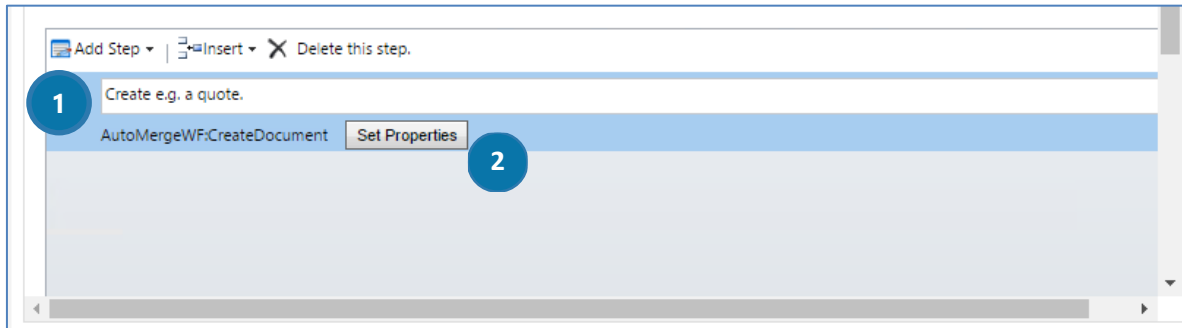 Add Step Insert Delete this step.
1
Create e.g. a quote.
AutoMergeWF:CreateDocument Set Properties
2